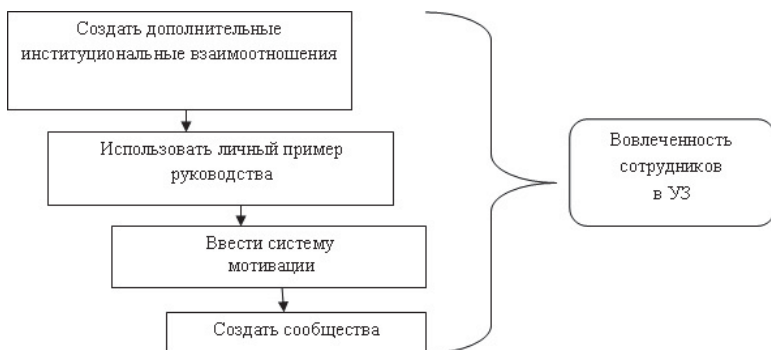 Создать дополнительные
институциональные взаимоотношения
Использовать личный пример
руководства
Ввести систему
мотивации
Создать сообщества
Вовлеченность
сотрудников
в УЗ